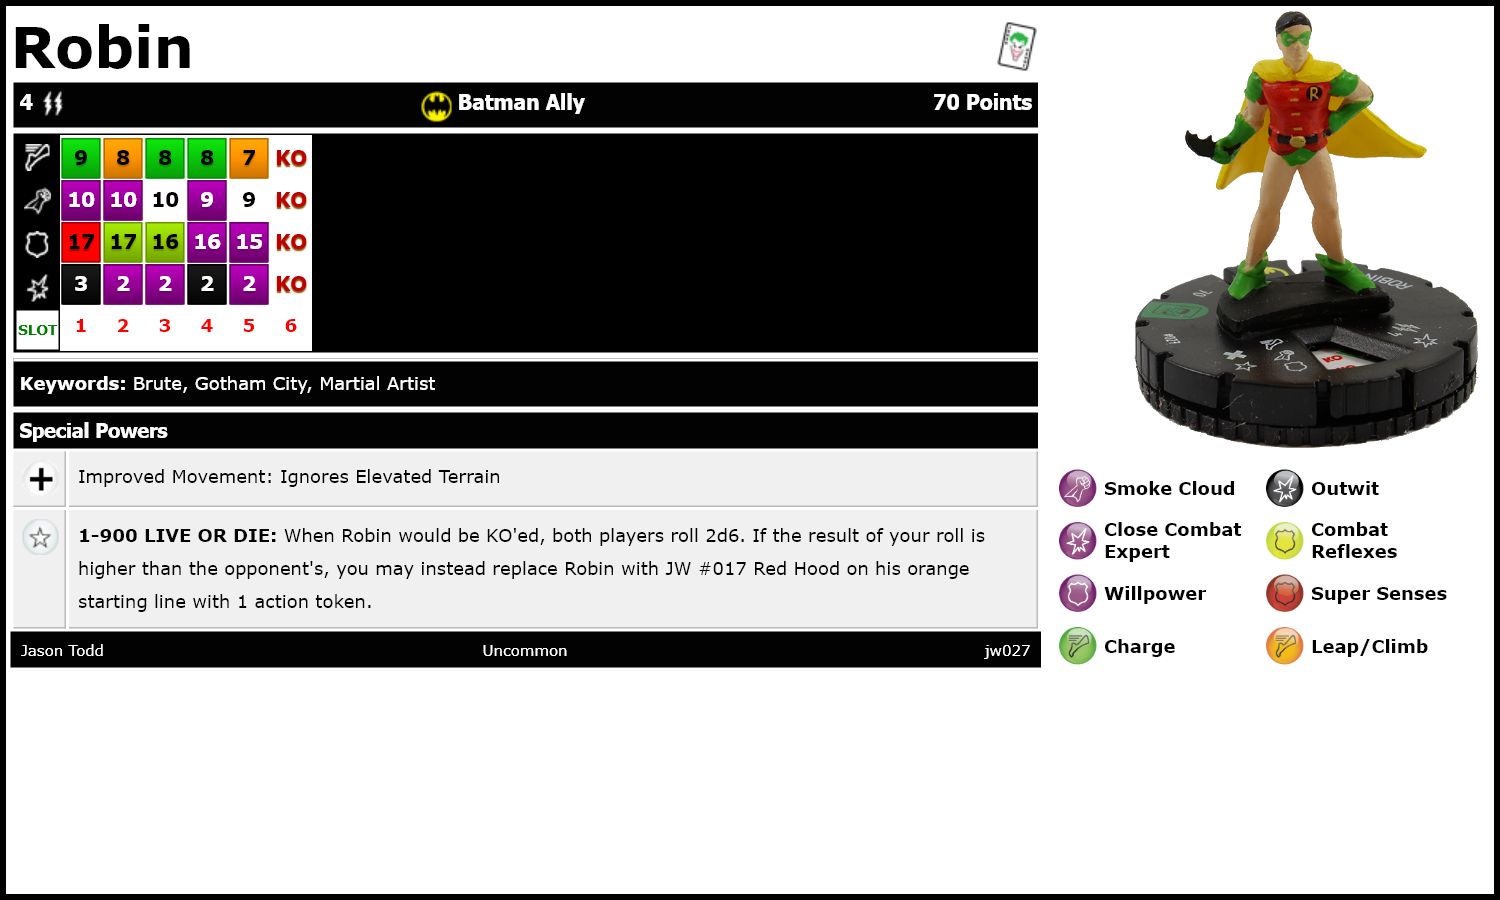 Robin
4 Batman Ally 70 Points
9 8 8 8 7 KO
10 10 10 9 9 KO
17 17 16 16 15 KO
3 2 2 2 2 KO
SLOT 1 2 3 4 5 6
Keywords: Brute, Gotham City, Martial Artist
Special Powers
Improved Movement: Ignores Elevated Terrain
1-900 LIVE OR DIE: When Robin would be KO'ed, both players roll 2d6. If the result of your roll is
higher than the opponent's, you may instead replace Robin with JW #017 Red Hood on his orange
starting line with 1 action token.
Jason Todd Uncommon jw027
R
ROBIN
70
#027
4
KO
Smoke Cloud Outwit
Close Combat
Expert
Combat
Reflexes
Willpower Super Senses
Charge Leap/Climb